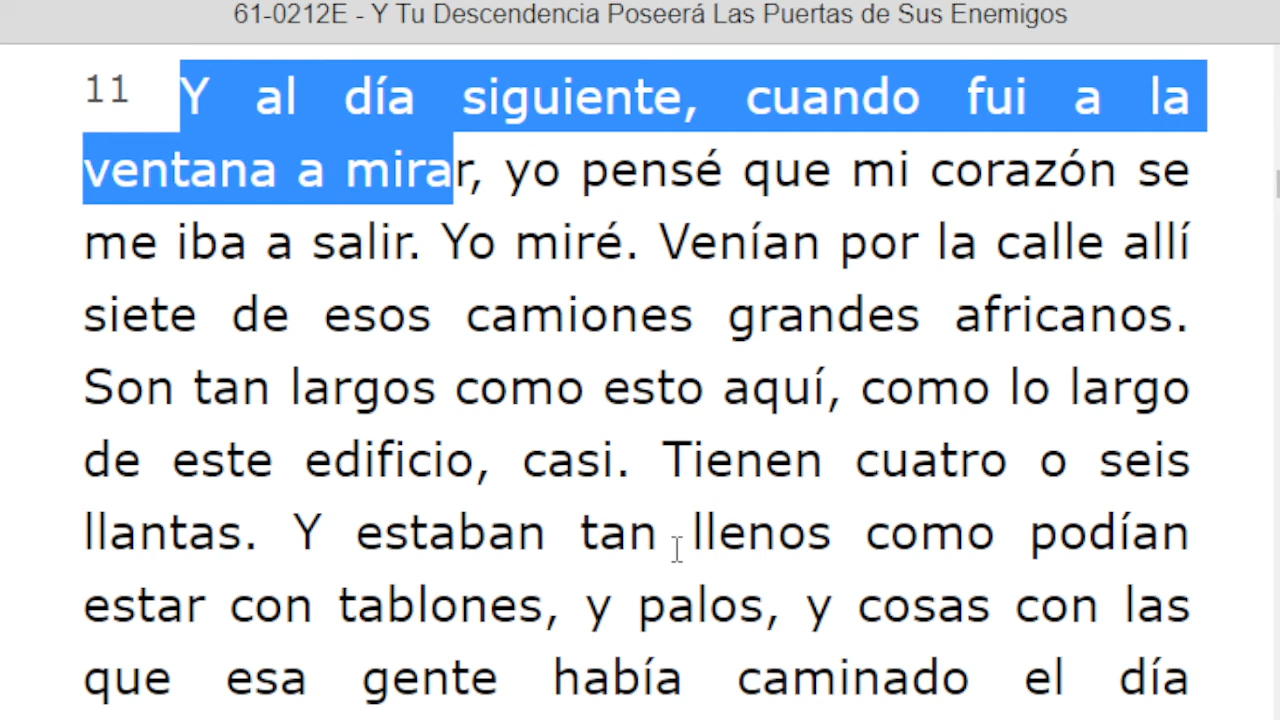 61-0212E - Y Tu Descendencia Poseerá Las Puertas de Sus Enemigos
11 Y al día siguiente, cuando fui a la
ventana a mirar, yo pensé que mi corazón se
me iba a salir. Yo miré. Venían por la calle allí
siete de esos camiones grandes africanos.
Son tan largos como esto aquí, como lo largo
de este edificio, casi. Tienen cuatro o seis
llantas. Y estaban tan llenos como podían
estar con tablones, y palos, y cosas con las
que esa gente había caminado el día